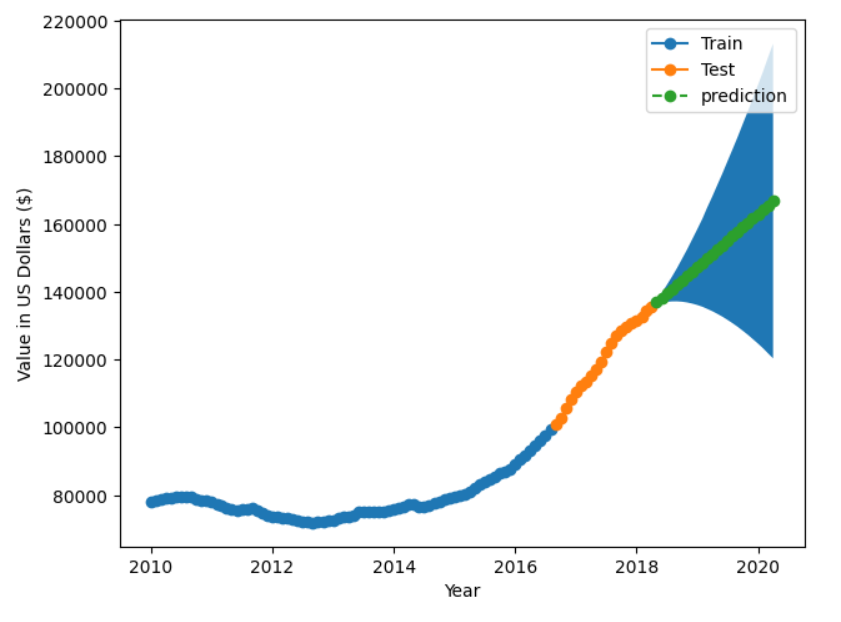 220000
200000
180000
160000
140000
120000
100000
80000
Value in US Dollars ($)
Train
Test
prediction
2010 2012 2014 2016 2018 2020
Year